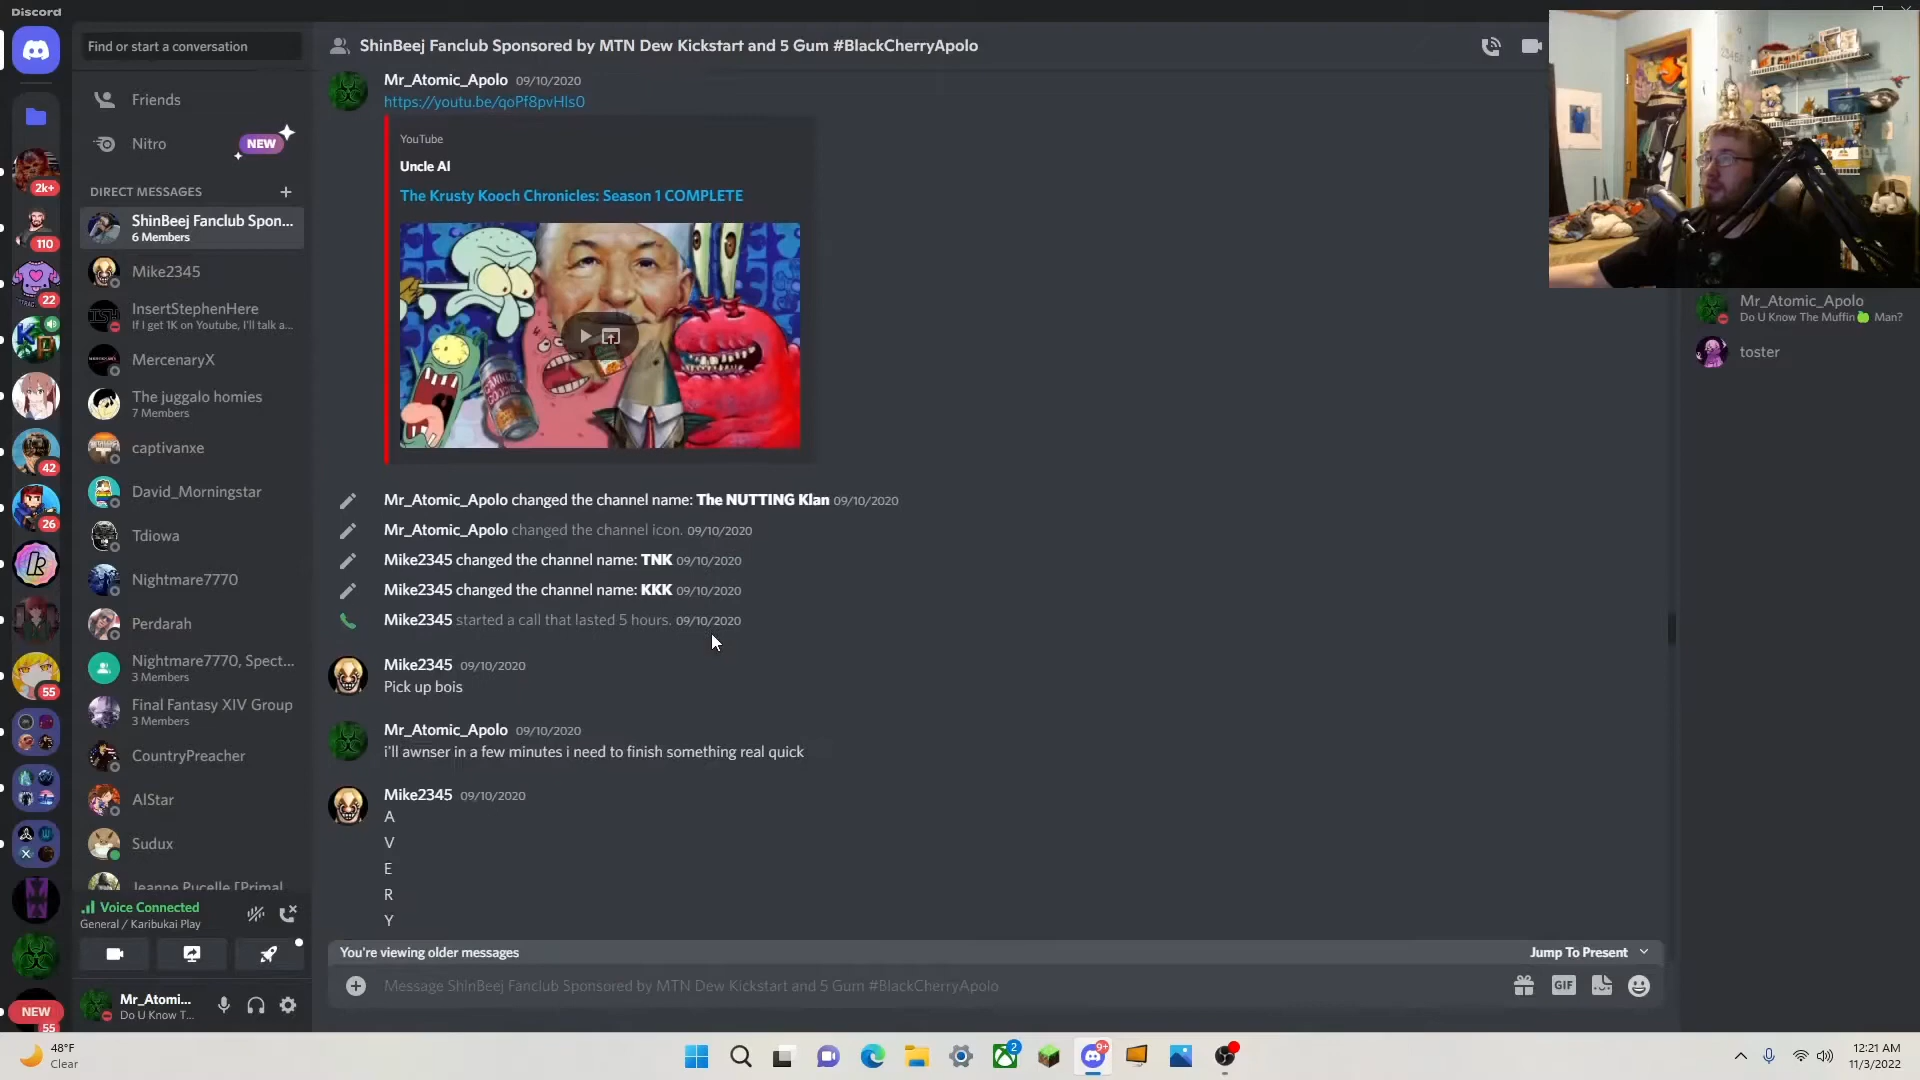 Discord
Find or start a conversation
ShinBeej Fanclub Sponsored by MTN Dew Kickstart and 5 Gum #BlackCherryApolo
Friends
Nitro
NEW
DIRECT MESSAGES
ShinBeej Fanclub Spon...
6 Members
Mike2345
InsertStephenHere
If I get 1K on Youtube, I'll talk a...
MercenaryX
The juggalo homies
7 Members
captivanxe
David_Morningstar
Tdiowa
Nightmare7770
Perdarah
Nightmare7770, Spect...
3 Members
Final Fantasy XIV Group
3 Members
CountryPreacher
AlStar
Sudux
Jeanne Pucelle [Primal
Voice Connected
General / Karibukai Play
Mr_Atomi...
Do U Know T...
2k+
110
22
42
26
55
NEW
55
Mr_Atomic_Apolo 09/10/2020
https://youtu.be/qoPf8pvHls0
YouTube
Uncle Al
The Krusty Kooch Chronicles: Season 1 COMPLETE
Mr_Atomic_Apolo changed the channel name: The NUTTING Klan 09/10/2020
Mr_Atomic_Apolo changed the channel icon. 09/10/2020
Mike2345 changed the channel name: TNK 09/10/2020
Mike2345 changed the channel name: KKK 09/10/2020
Mike2345 started a call that lasted 5 hours. 09/10/2020
Mike2345 09/10/2020
Pick up bois
Mr_Atomic_Apolo 09/10/2020
i'll awnser in a few minutes i need to finish something real quick
Mike2345 09/10/2020
A
V
E
R
Y
You're viewing older messages
Jump To Present
Message ShinBeej Fanclub Sponsored by MTN Dew Kickstart and 5 Gum #BlackCherryApolo
GIF
Mr_Atomic_Apolo
Do U Know The Muffin🍏 Man?
toster
48°F
Clear
2
9+
12:21 AM
11/3/2022